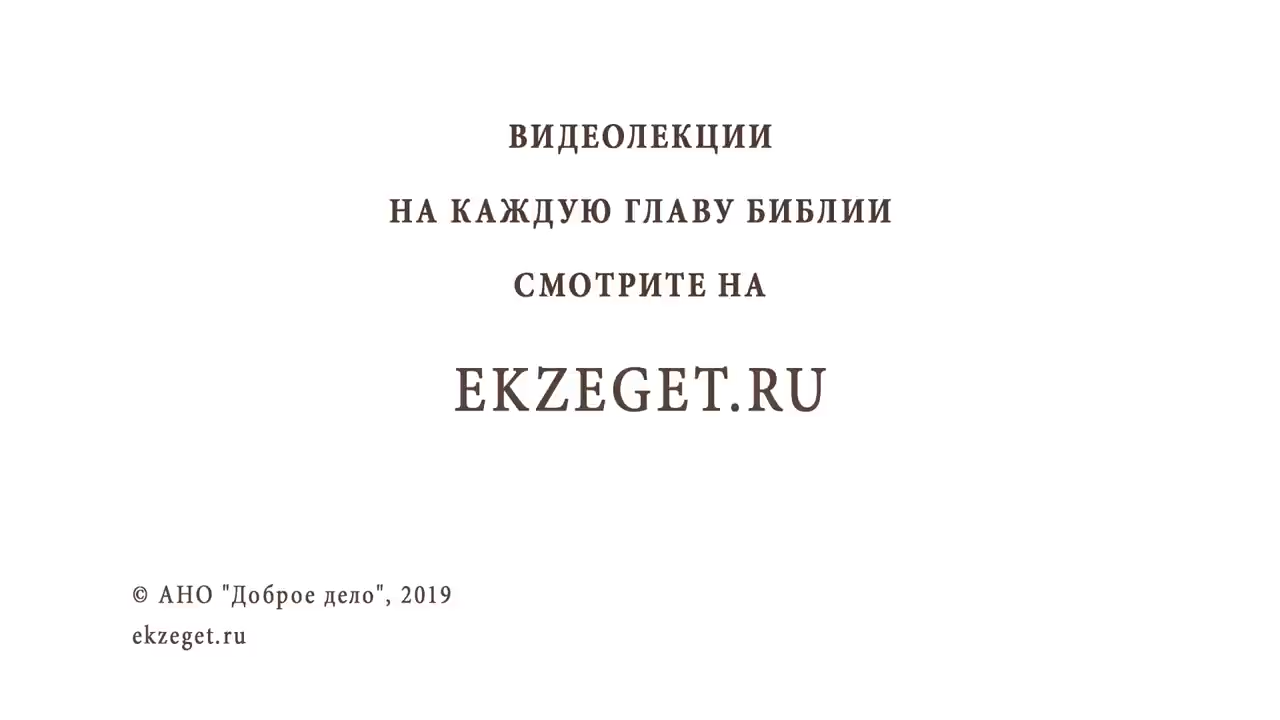 ВИДЕОЛЕКЦИИ
НА КАЖДУЮ ГЛАВУ БИБЛИИ
СМОТРИТЕ НА
EKZEGET.RU
© АНО "Доброе дело", 2019
ekzeget.ru